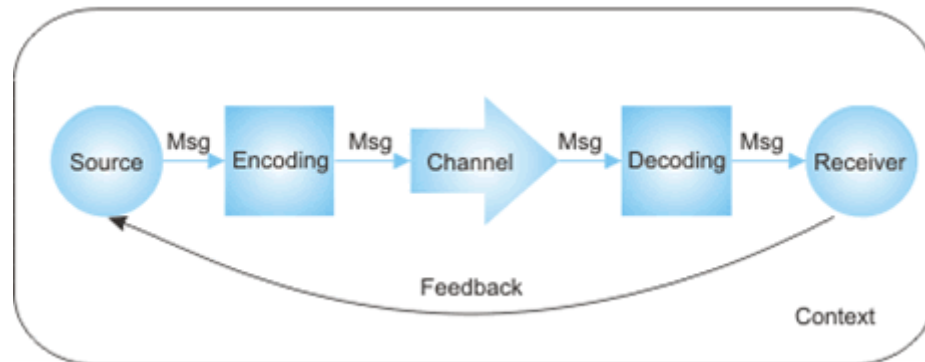 Msg Msg Msg Msg
Source Encoding Channel Decoding Receiver
Feedback
Context